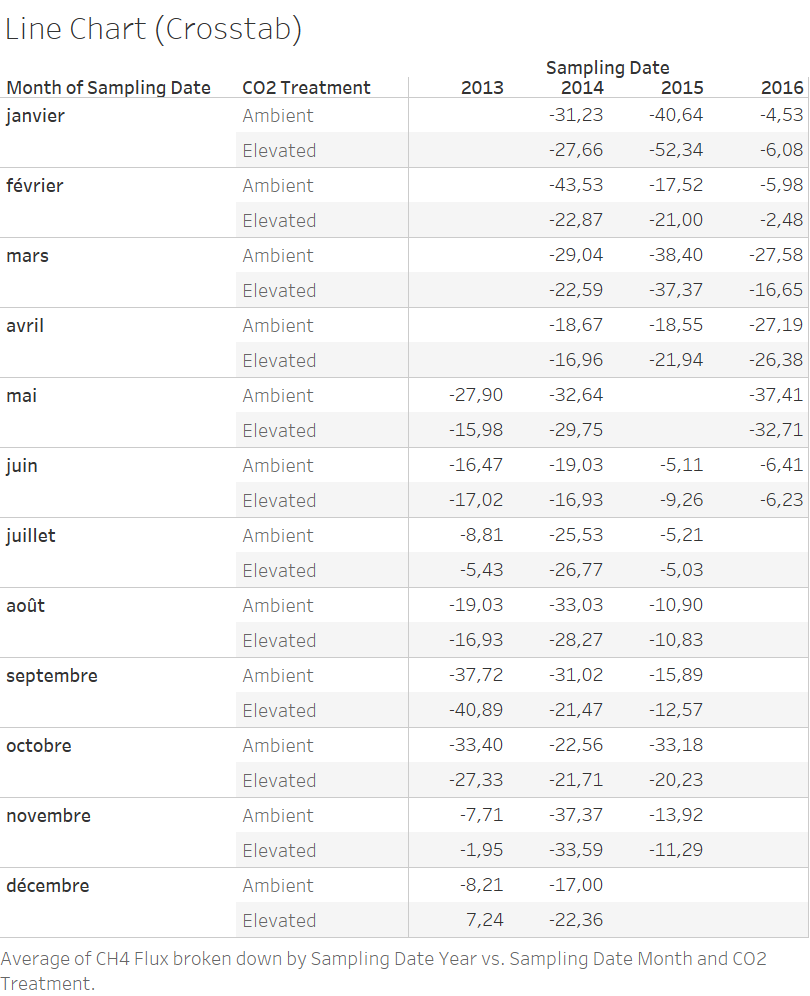 Line Chart (Crosstab)
Sampling Date
Month of Sampling Date CO2 Treatment 2013 2014 2015 2016
janvier Ambient -31,23 -40,64 -4,53
Elevated -27,66 -52,34 -6,08
février Ambient -43,53 -17,52 -5,98
Elevated -22,87 -21,00 -2,48
mars Ambient -29,04 -38,40 -27,58
Elevated -22,59 -37,37 -16,65
avril Ambient -18,67 -18,55 -27,19
Elevated -16,96 -21,94 -26,38
mai Ambient -27,90 -32,64 -37,41
Elevated -15,98 -29,75 -32,71
juin Ambient -16,47 -19,03 -5,11 -6,41
Elevated -17,02 -16,93 -9,26 -6,23
juillet Ambient -8,81 -25,53 -5,21
Elevated -5,43 -26,77 -5,03
août Ambient -19,03 -33,03 -10,90
Elevated -16,93 -28,27 -10,83
septembre Ambient -37,72 -31,02 -15,89
Elevated -40,89 -21,47 -12,57
octobre Ambient -33,40 -22,56 -33,18
Elevated -27,33 -21,71 -20,23
novembre Ambient -7,71 -37,37 -13,92
Elevated -1,95 -33,59 -11,29
décembre Ambient -8,21 -17,00
Elevated 7,24 -22,36
Average of CH4 Flux broken down by Sampling Date Year vs. Sampling Date Month and CO2
Treatment.